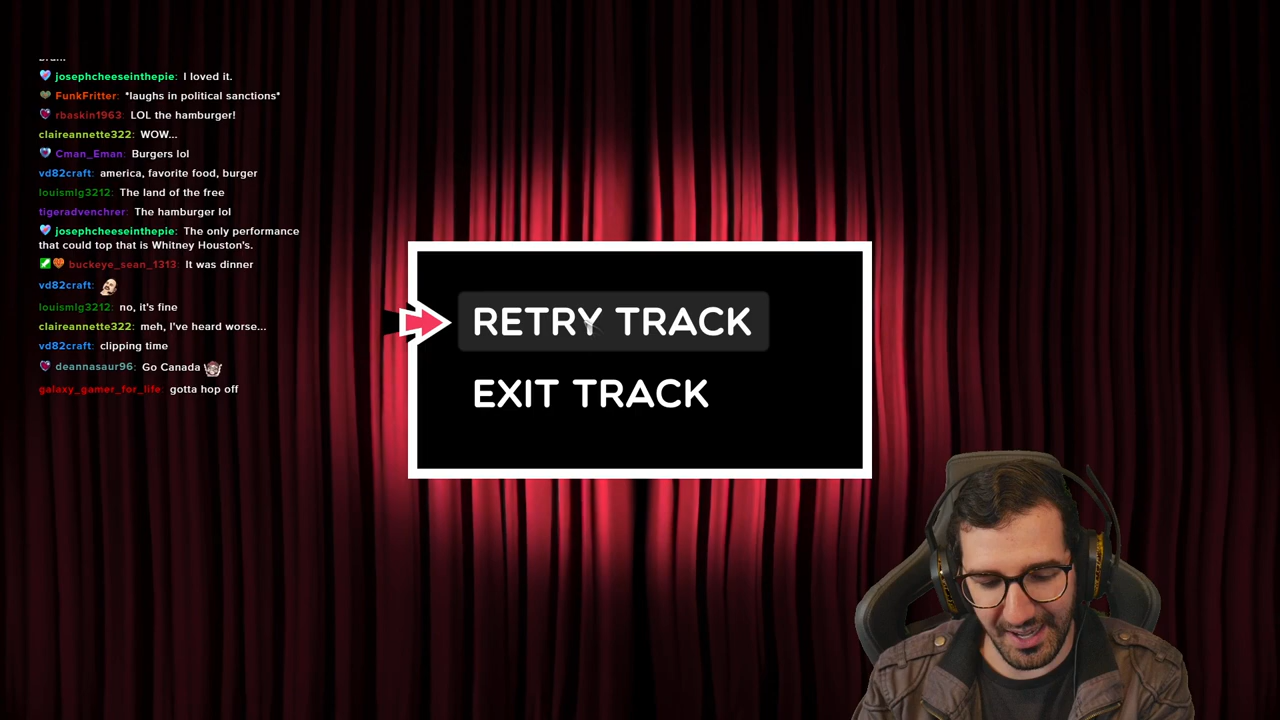 josephcheeseinthepie: I loved it.
FunkFritter: *laughs in political sanctions*
rbaskin1963: LOL the hamburger!
claireannette322: WOW...
Cman_Eman: Burgers lol
vd82craft: america, favorite food, burger
louismlg3212: The land of the free
tigeradvenchrer: The hamburger lol
josephcheeseinthepie: The only performance
that could top that is Whitney Houston's.
buckeye_sean_1313: It was dinner
vd82craft:
louismlg3212: no, it's fine
claireannette322: meh, I've heard worse...
vd82craft: clipping time
deannasaur96: Go Canada
galaxy_gamer_for_life: gotta hop off
RETRY TRACK
EXIT TRACK